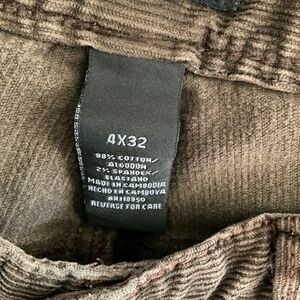 4X32
98% COTTON/
ALGODON
2% SPANDEX/
ELASTANO
MADE IN CAMBODIA
HECHO EN CAMBOYA
REVERSE FOR CARE